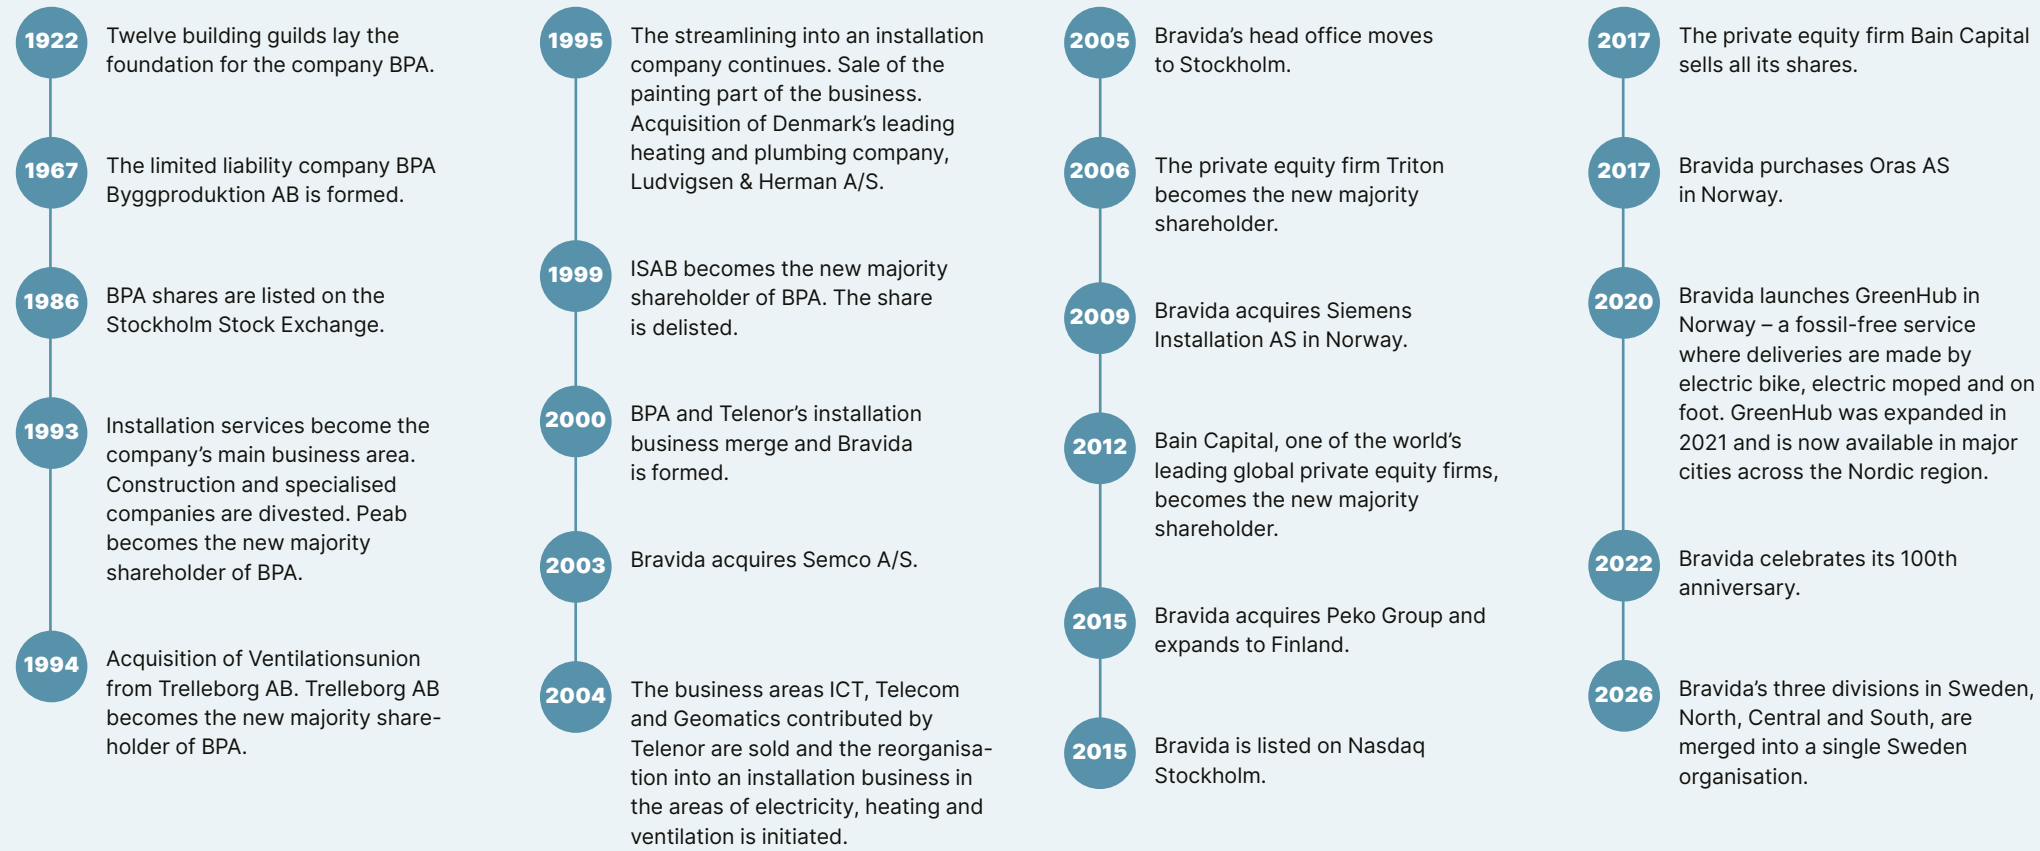 1922
Twelve building guilds lay the
foundation for the company BPA.
1967
The limited liability company BPA
Byggproduktion AB is formed.
1986
BPA shares are listed on the
Stockholm Stock Exchange.
1993
Installation services become the
company’s main business area.
Construction and specialised
companies are divested. Peab
becomes the new majority
shareholder of BPA.
1994
Acquisition of Ventilationsunion
from Trelleborg AB. Trelleborg AB
becomes the new majority share-
holder of BPA.
1995
The streamlining into an installation
company continues. Sale of the
painting part of the business.
Acquisition of Denmark’s leading
heating and plumbing company,
Ludvigsen & Herman A/S.
1999
ISAB becomes the new majority
shareholder of BPA. The share
is delisted.
2000
BPA and Telenor’s installation
business merge and Bravida
is formed.
2003
Bravida acquires Semco A/S.
2004
The business areas ICT, Telecom
and Geomatics contributed by
Telenor are sold and the reorganisa-
tion into an installation business in
the areas of electricity, heating and
ventilation is initiated.
2005
Bravida’s head office moves
to Stockholm.
2006
The private equity firm Triton
becomes the new majority
shareholder.
2009
Bravida acquires Siemens
Installation AS in Norway.
2012
Bain Capital, one of the world’s
leading global private equity firms,
becomes the new majority
shareholder.
2015
Bravida acquires Peko Group and
expands to Finland.
2015
Bravida is listed on Nasdaq
Stockholm.
2017
The private equity firm Bain Capital
sells all its shares.
2017
Bravida purchases Oras AS
in Norway.
2020
Bravida launches GreenHub in
Norway – a fossil-free service
where deliveries are made by
electric bike, electric moped and on
foot. GreenHub was expanded in
2021 and is now available in major
cities across the Nordic region.
2022
Bravida celebrates its 100th
anniversary.
2026
Bravida’s three divisions in Sweden,
North, Central and South, are
merged into a single Sweden
organisation.